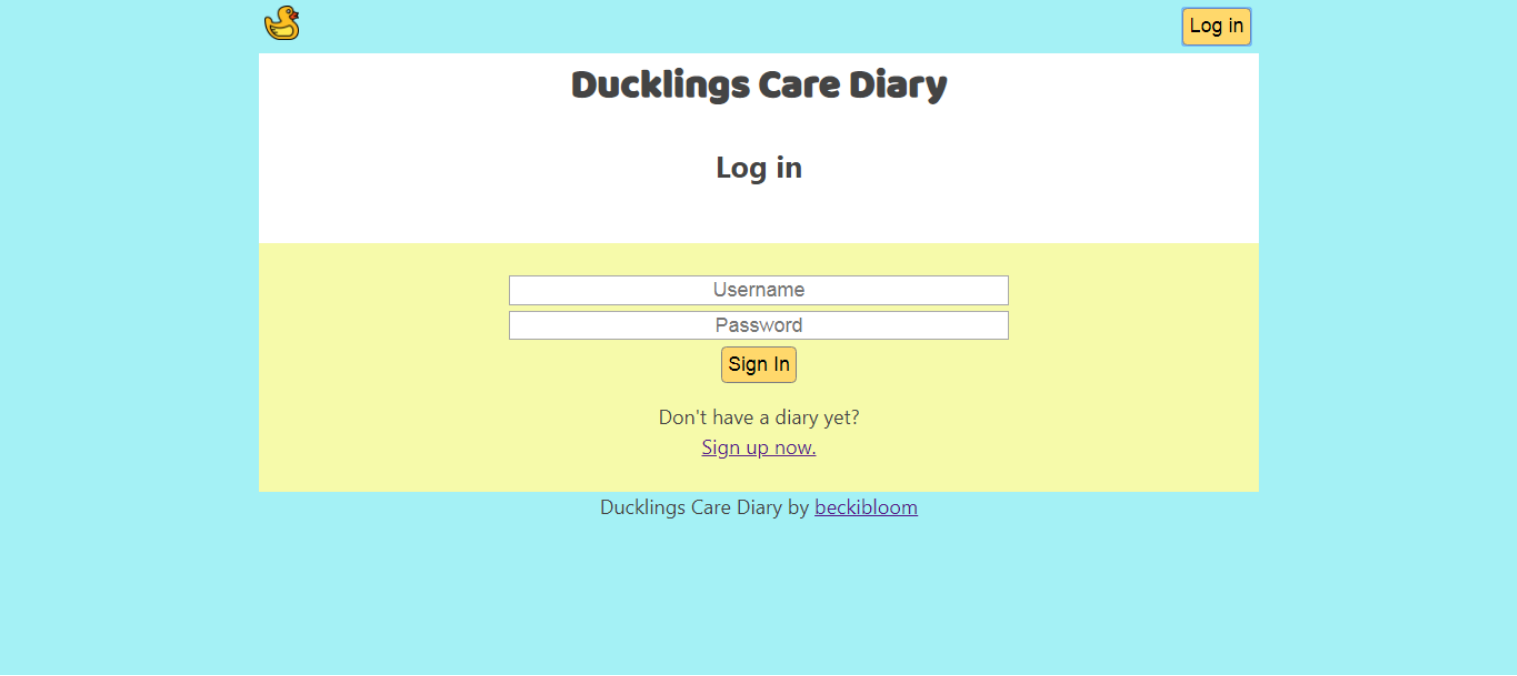 Log in
Ducklings Care Diary
Log in
Username
Password
Sign In
Don't have a diary yet?
Sign up now.
Ducklings Care Diary by beckibloom